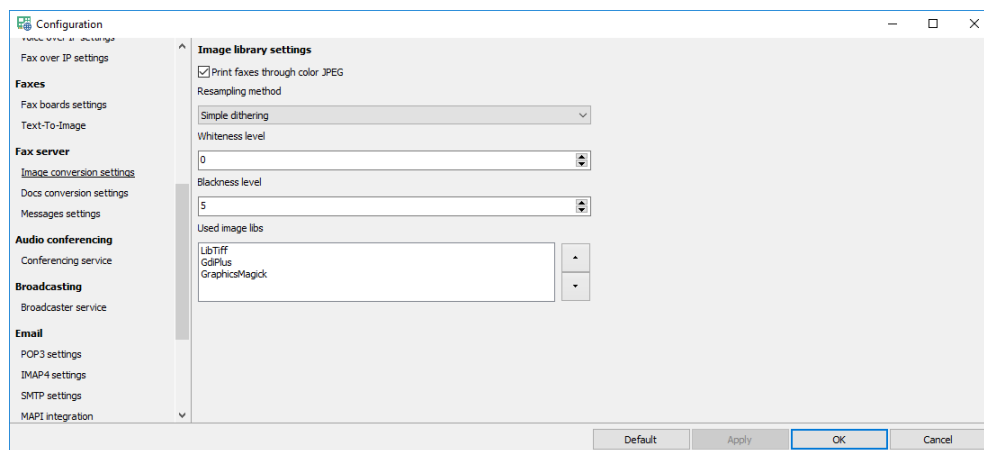 Configuration
Fax over IP settings
Faxes
Fax boards settings
Text-To-Image
Fax server
Image conversion settings
Docs conversion settings
Messages settings
Audio conferencing
Conferencing service
Broadcasting
Broadcaster service
Email
POP3 settings
IMAP4 settings
SMTP settings
MAPI integration
Image library settings
Print faxes through color JPEG
Resampling method
Simple dithering
Whiteness level
0
Blackness level
5
Used image libs
LibTiff
GdiPlus
GraphicsMagick
Default
Apply
OK
Cancel